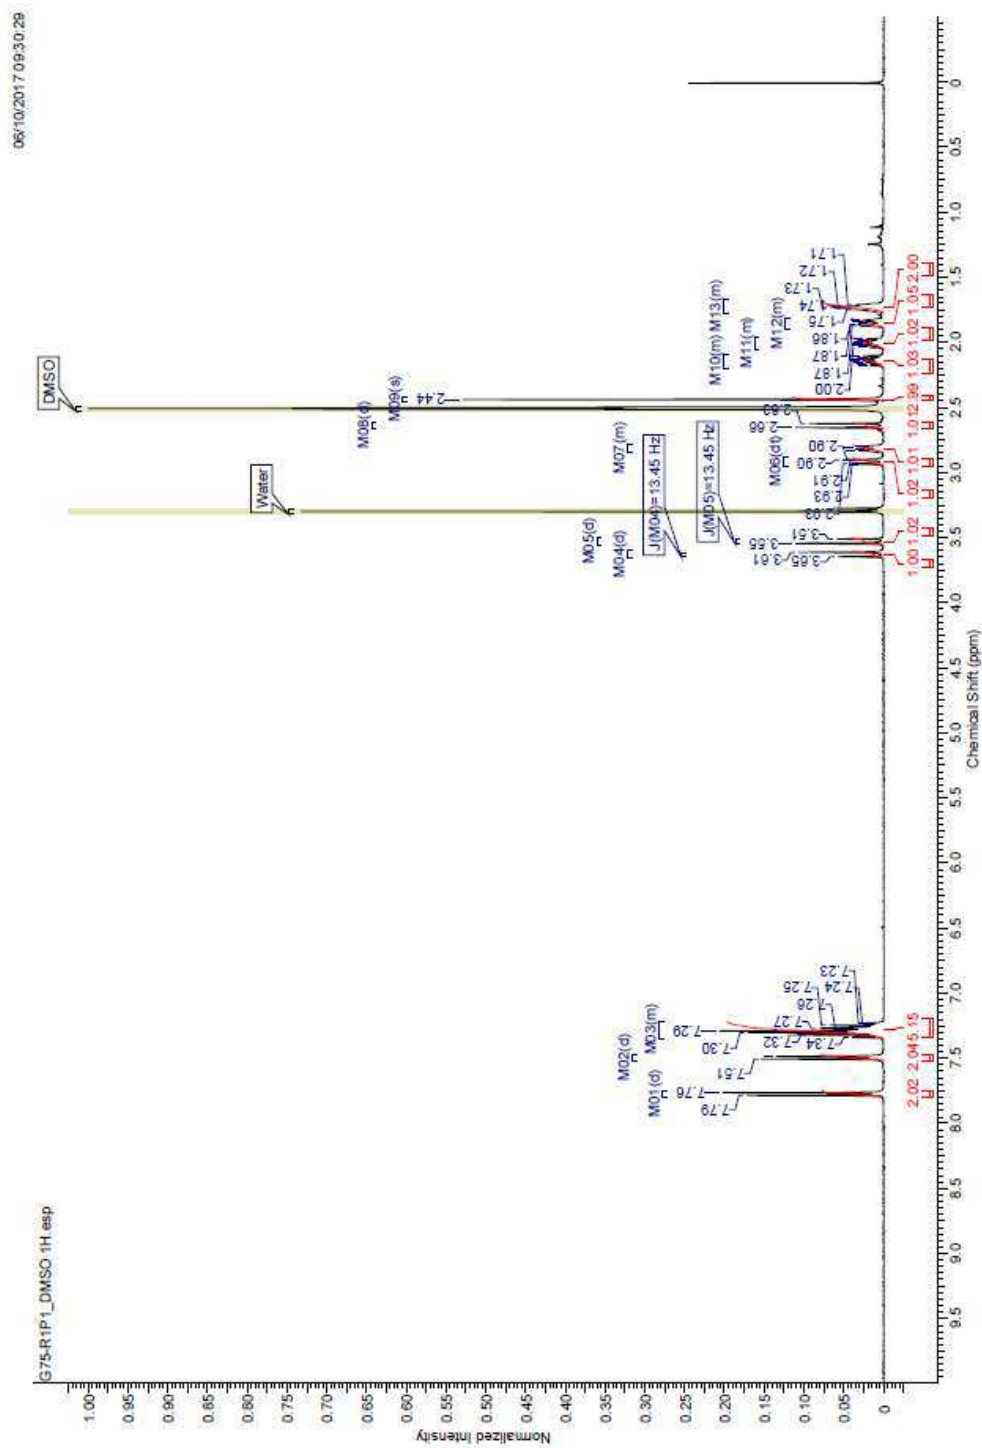 06/10/2017 09:30:29
G75-R1P1_DMSO 1H.esp
DMSO
Water
M08(d)
M09(s)
2.44
M10(m) M13(m)
M11(m)
M12(m)
M07(m)
M06(dt)
M05(d)
M04(d)
J(M04)=13.45 Hz
J(M05)=13.45 Hz
M02(d)
M03(m)
M01(d)
7.76
7.79
7.51
7.29
7.30
7.32
7.34
7.27
7.26
7.25
7.24
7.23
3.65
3.61
3.55
3.51
2.93
2.93
2.91
2.90
2.90
2.66
2.63
2.00
1.87
1.87
1.86
1.75
1.74
1.73
1.72
1.71
2.02 2.04 5.15 1.00 1.02 1.02 1.01 1.01 2.99 1.03 1.02 1.05 2.00
1.00
0.95
0.90
0.85
0.80
0.75
0.70
0.65
0.60
0.55
0.50
0.45
0.40
0.35
0.30
0.25
0.20
0.15
0.10
0.05
0
Normalized Intensity
9.5 9.0 8.5 8.0 7.5 7.0 6.5 6.0 5.5 5.0 4.5 4.0 3.5 3.0 2.5 2.0 1.5 1.0 0.5 0
Chemical Shift (ppm)